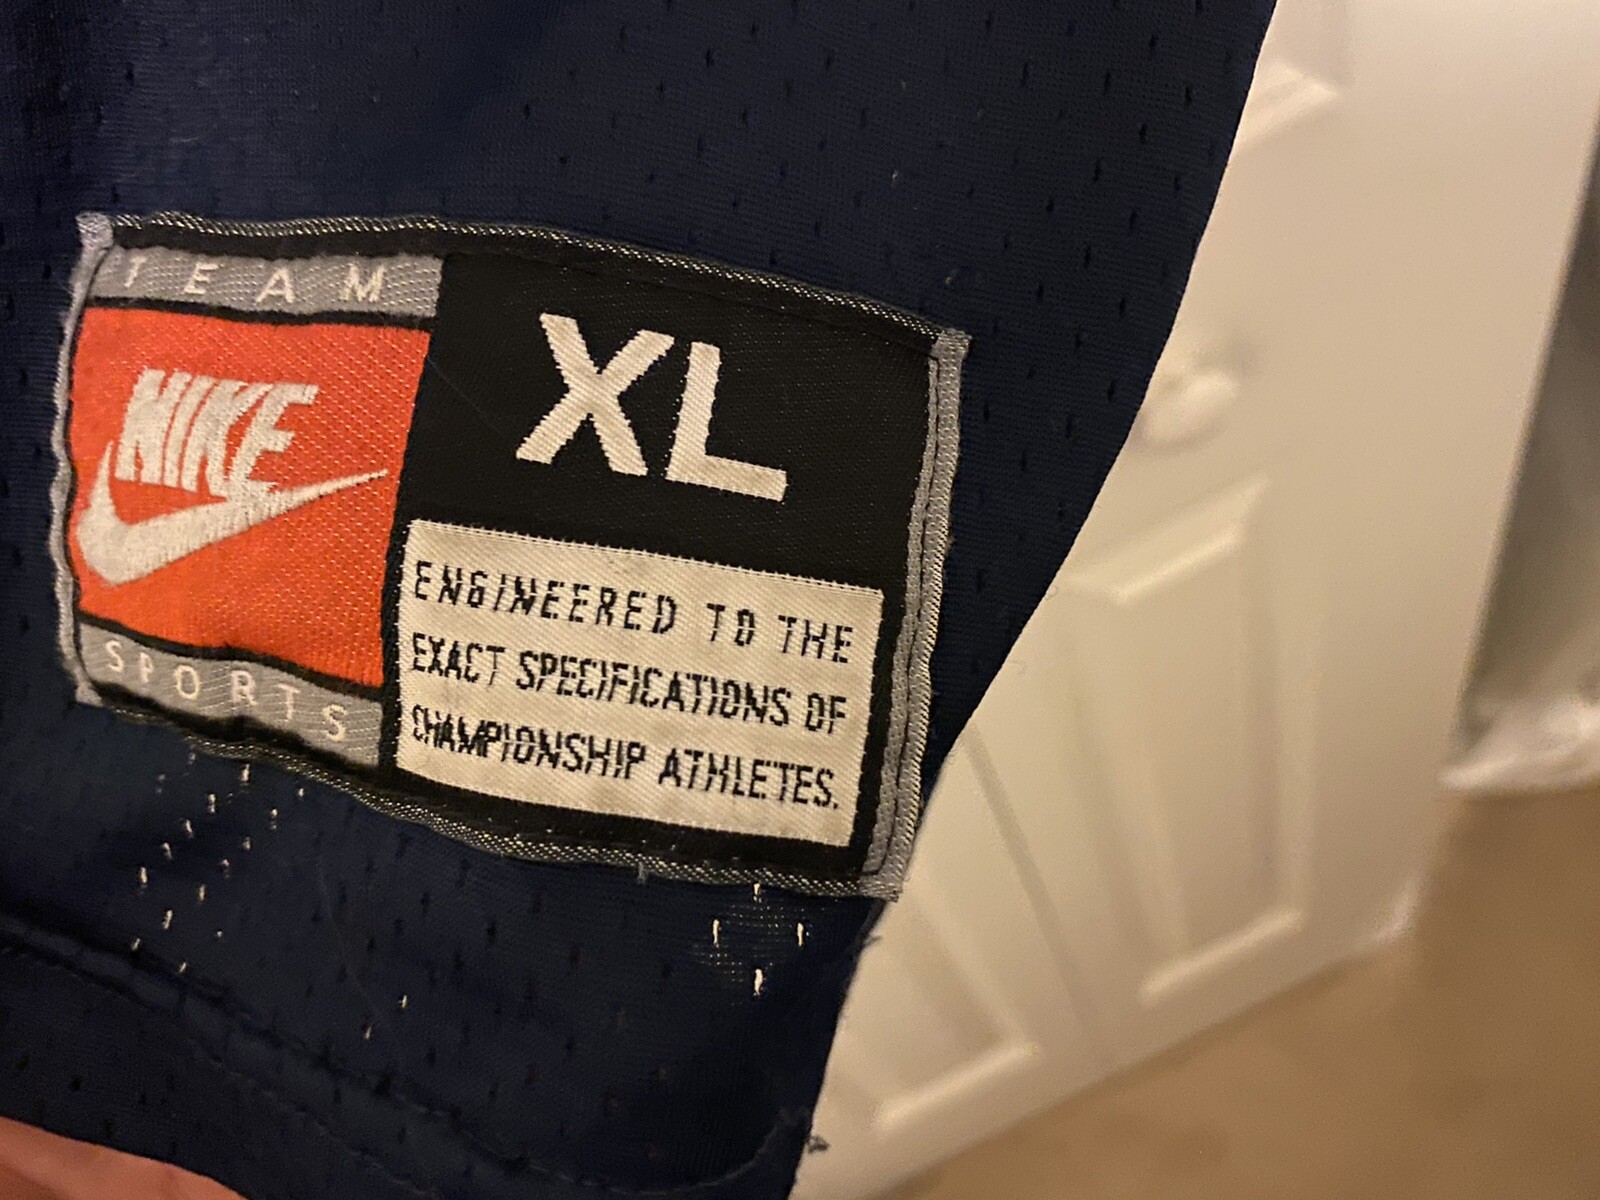 TEAM
NIKE
SPORTS
XL
ENGINEERED TO THE
EXACT SPECIFICATIONS OF
CHAMPIONSHIP ATHLETES.